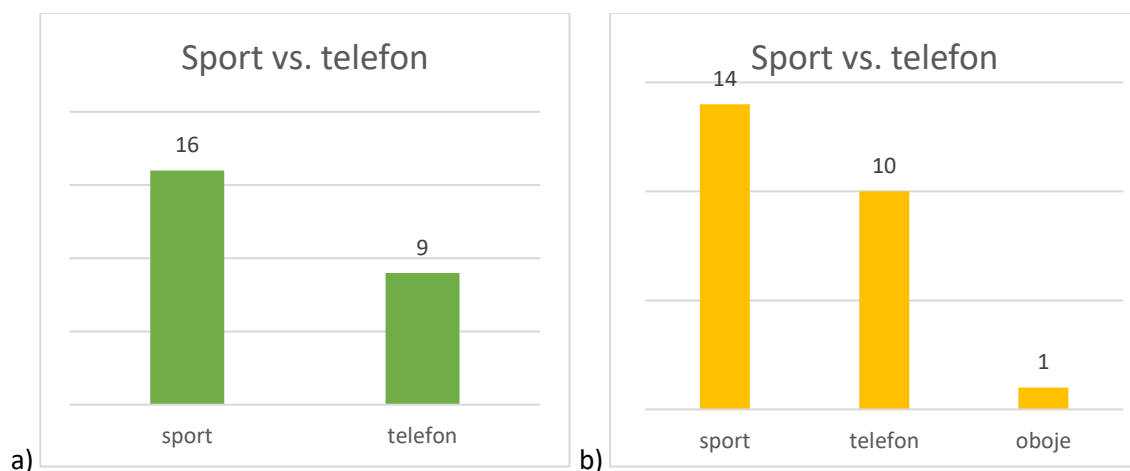 a)
Sport vs. telefon
16
9
sport telefon
b)
Sport vs. telefon
14
10
1
sport telefon oboje